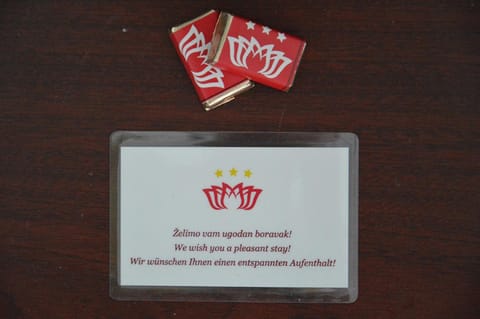 Želimo vam ugodan boravak!
We wish you a pleasant stay!
Wir wünschen Ihnen einen entspannten Aufenthalt!